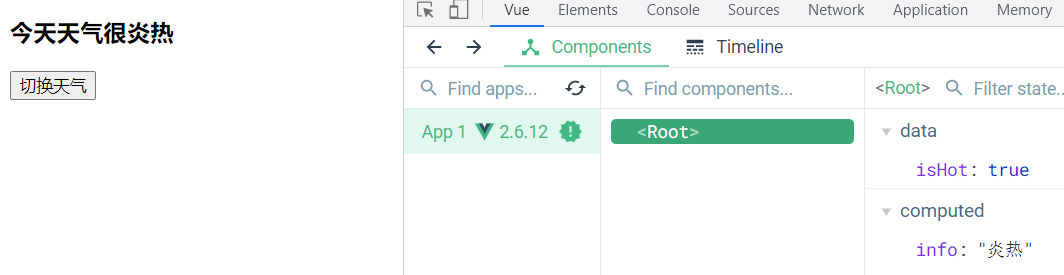 今天天气很炎热
切换天气
Vue Elements Console Sources Network Application Memory
Components Timeline
Find apps... Find components... <Root> Filter state..
App 1 2.6.12 <Root>
data
isHot: true
computed
info: "炎热"